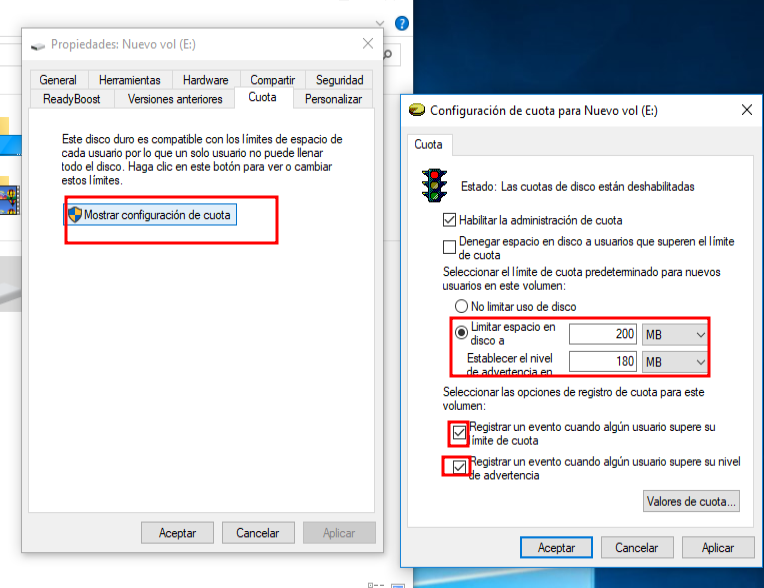 Propiedades: Nuevo vol (E:)
General Herramientas Hardware Compartir Seguridad
ReadyBoost Versiones anteriores Cuota Personalizar
Este disco duro es compatible con los límites de espacio de
cada usuario por lo que un solo usuario no puede llenar
todo el disco. Haga clic en este botón para ver o cambiar
estos límites.
Mostrar configuración de cuota
Aceptar Cancelar Aplicar
Configuración de cuota para Nuevo vol (E:)
Cuota
Estado: Las cuotas de disco están deshabilitadas
Habilitar la administración de cuota
Denegar espacio en disco a usuarios que superen el límite
de cuota
Seleccionar el límite de cuota predeterminado para nuevos
usuarios en este volumen:
No limitar uso de disco
Limitar espacio en
disco a
200 MB
Establecer el nivel
de advertencia en
180 MB
Seleccionar las opciones de registro de cuota para este
volumen:
Registrar un evento cuando algún usuario supere su
límite de cuota
Registrar un evento cuando algún usuario supere su nivel
de advertencia
Valores de cuota...
Aceptar Cancelar Aplicar